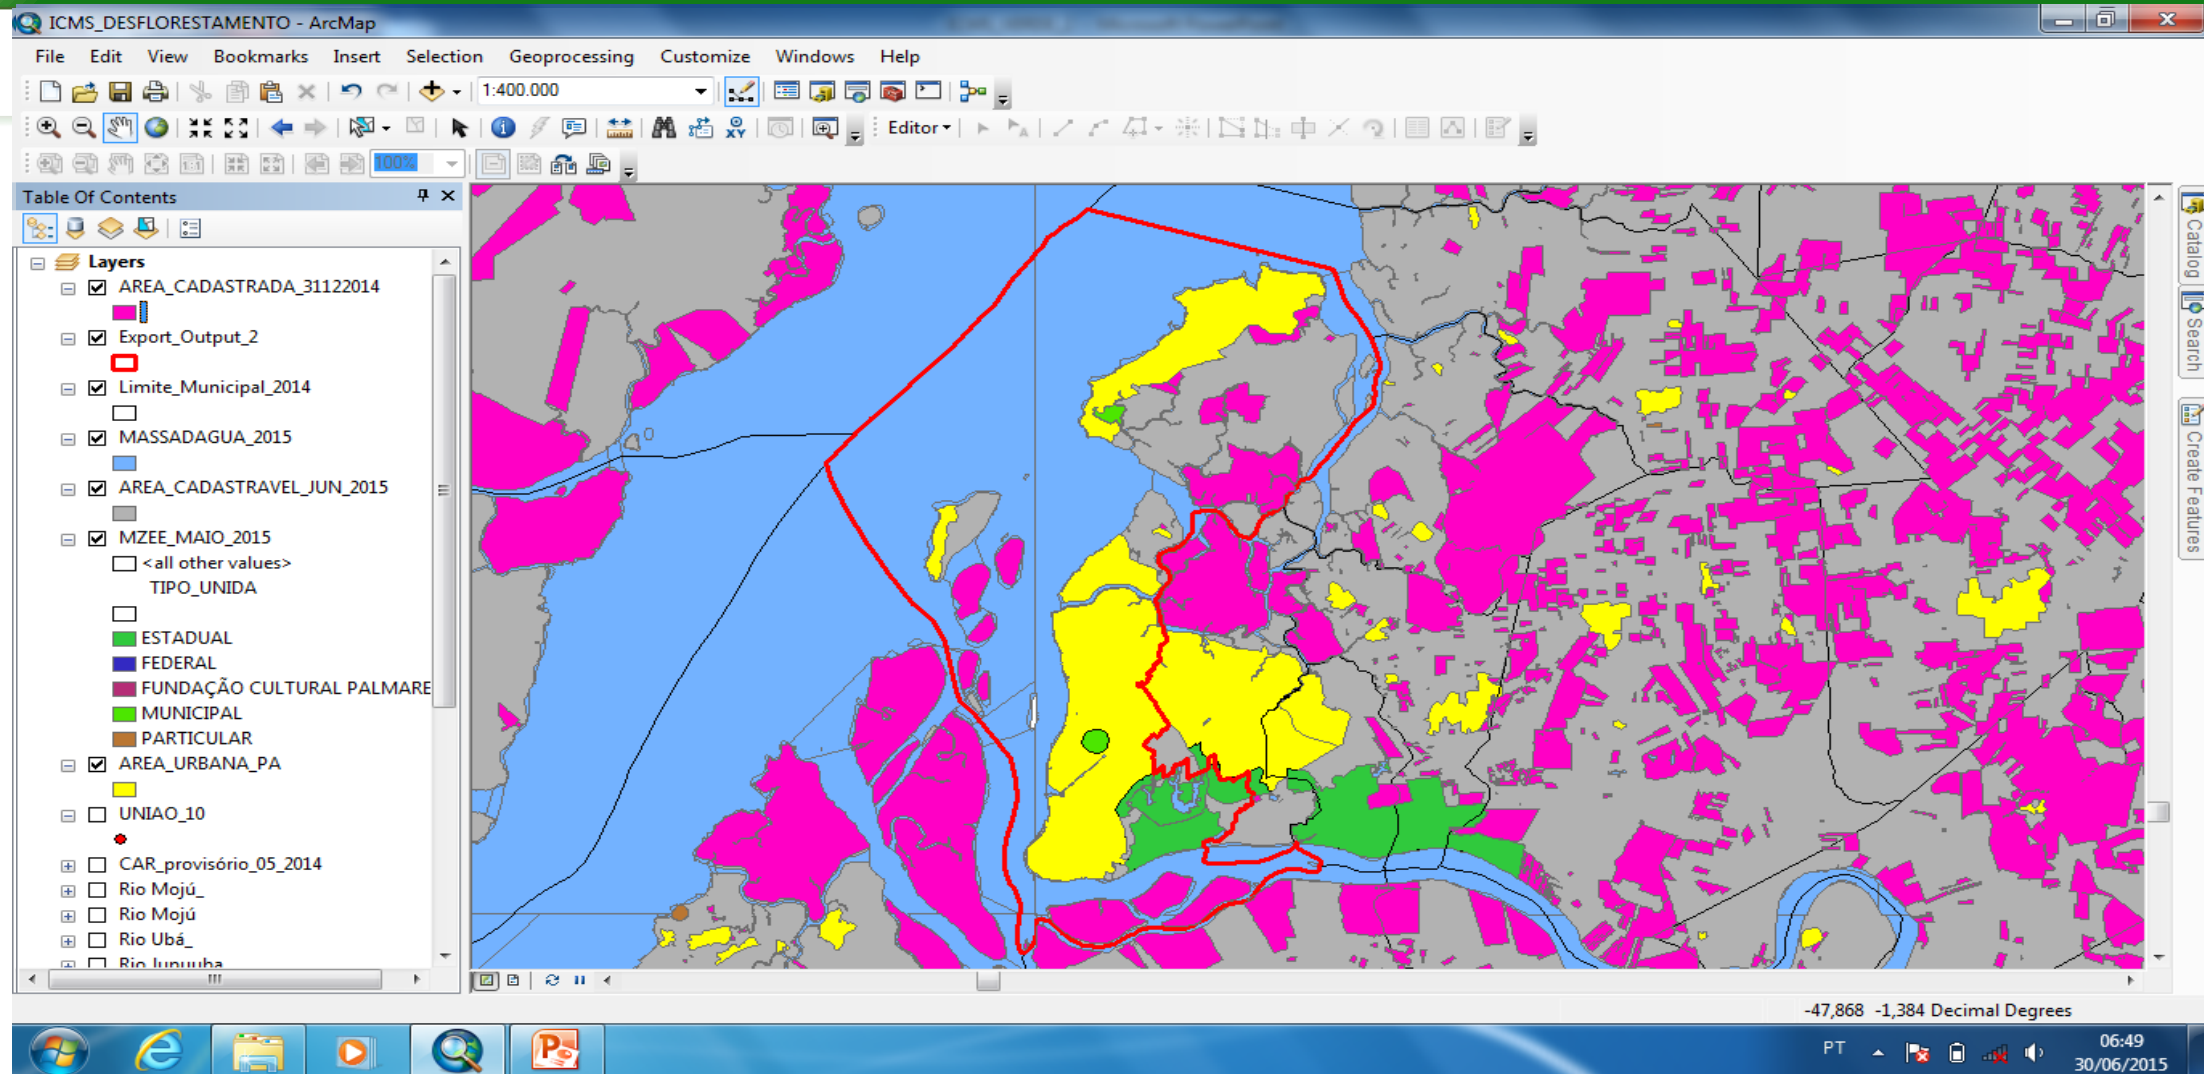 ICMS_DESFLORESTAMENTO - ArcMap
File Edit View Bookmarks Insert Selection Geoprocessing Customize Windows Help
1:400.000
Editor
100%
Table Of Contents
Layers
AREA_CADASTRADA_31122014
Export_Output_2
Limite_Municipal_2014
MASSADAGUA_2015
AREA_CADASTRAVEL_JUN_2015
MZEE_MAIO_2015
<all other values>
TIPO_UNIDA
ESTADUAL
FEDERAL
FUNDAÇÃO CULTURAL PALMARE
MUNICIPAL
PARTICULAR
AREA_URBANA_PA
UNIAO_10
CAR_provisório_05_2014
Rio Mojú_
Rio Mojú
Rio Ubá_
Catalog
Search
Create Features
-47,868 -1,384 Decimal Degrees
PT
06:49
30/06/2015